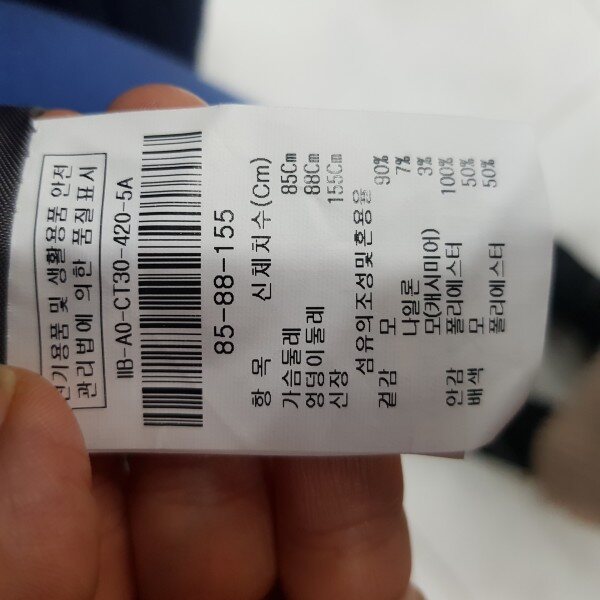 전기용품 및 생활용품 안전
관리법에 의한 품질표시
IIB-A0-CT30-420-5A
85-88-155
항 목 신체치수(Cm)
가슴둘레 85Cm
엉덩이둘레 88Cm
신장 155Cm
섬유의조성및혼용율
겉감 모 90%
나일론 7%
모(캐시미어) 3%
안감 폴리에스터 100%
배색 모 50%
폴리에스터 50%